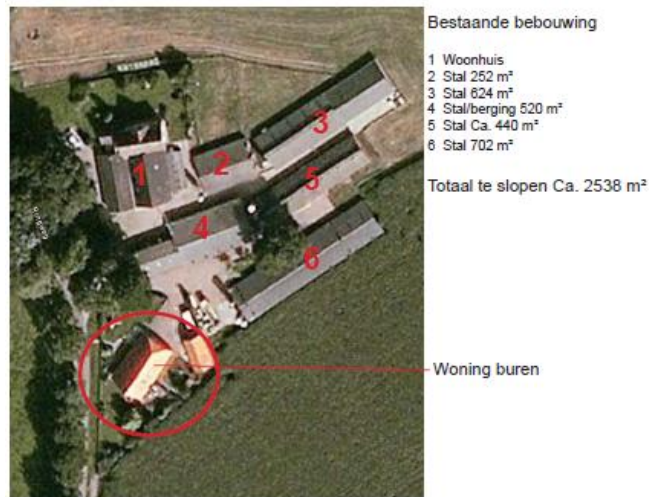 Bestaande bebouwing
1 Woonhuis
2 Stal 252 m²
3 Stal 624 m²
4 Stal/berging 520 m²
5 Stal Ca. 440 m²
6 Stal 702 m²
Totaal te slopen Ca. 2538 m²
3
2
1
5
4
6
Woning buren